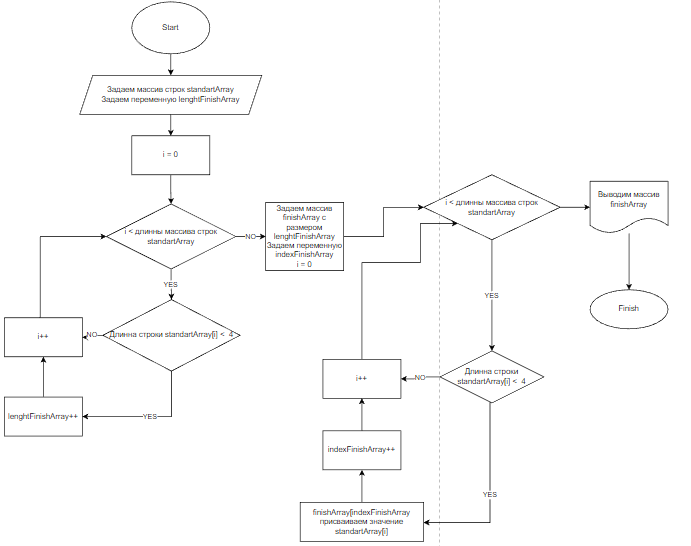 Start
Задаем массив строк standartArray
Задаем переменную lenghtFinishArray
i = 0
i < длинны массива строк
standartArray
NO
Задаем массив
finishArray с
размером
lenghtFinishArray
Задаем переменную
indexFinishArray
i = 0
i < длинны массива строк
standartArray
Выводим массив
finishArray
Finish
YES
Длинна строки standartArray[i] < 4
NO
i++
YES
lenghtFinishArray++
YES
Длинна строки
standartArray[i] < 4
NO
i++
indexFinishArray++
YES
finishArray[indexFinishArray
присваиваем значение
standartArray[i]